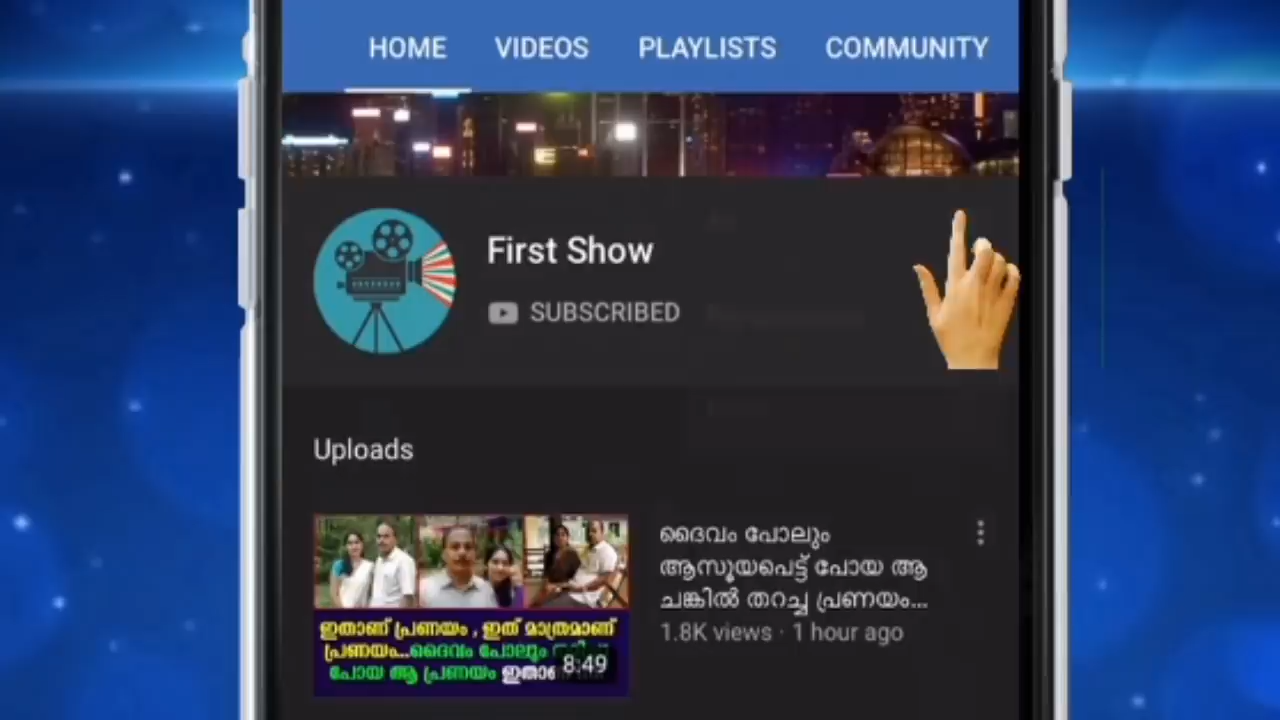 HOME VIDEOS PLAYLISTS COMMUNITY
First Show
SUBSCRIBED
Uploads
ദൈവം പോലും
ആസൂയപെട്ട് പോയ ആ
ചങ്കിൽ തറച്ച പ്രണയം...
1.8K views · 1 hour ago
ഇതാണ് പ്രണയം , ഇത് മാത്രമാണ്
പ്രണയം...ദൈവം പോലും
പോയ ആ പ്രണയം
8:49